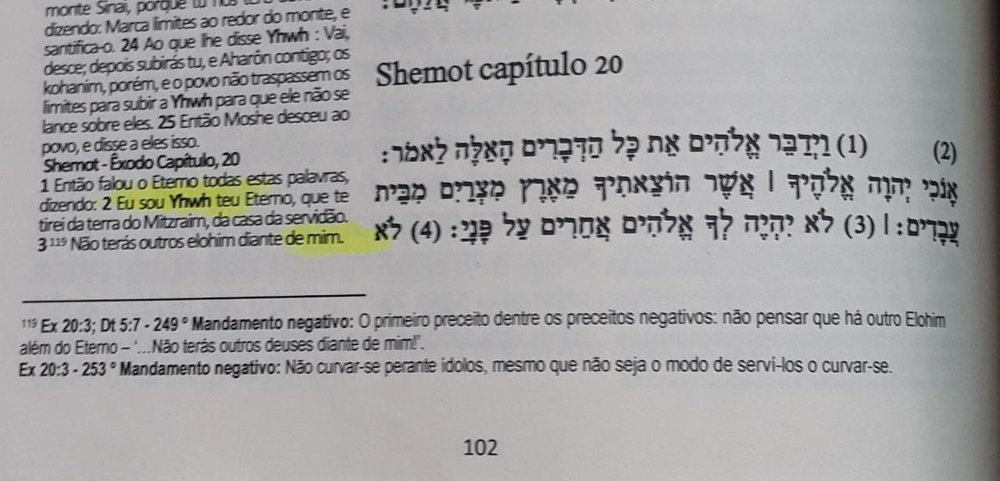 monte Sinai, porque tu nos
dizendo: Marca limites ao redor do monte, e
santifica-o. 24 Ao que lhe disse Yhwh : Vai,
desce; depois subirás tu, e Aharôn contigo; os
kohanim, porém, e o povo não traspassem os
limites para subir a Yhwh para que ele não se
lance sobre eles. 25 Então Moshe desceu ao
povo, e disse a eles isso.
Shemot - Êxodo Capítulo, 20
1 Então falou o Eterno todas estas palavras,
dizendo: 2 Eu sou Yhwh teu Eterno, que te
tirei da terra do Mitzraim, da casa da servidão.
3 ¹¹⁹ Não terás outros elohim diante de mim.
Shemot capítulo 20
(1) וַיְדַבֵּר אֱלֹהִים אֵת כָּל הַדְּבָרִים הָאֵלֶּה לַאמֹר׃ (2)
אָנֹכִי יְהוָה אֱלֹהֶיךָ | אֲשֶׁר הוֹצֵאתִיךָ מֵאֶרֶץ מִצְרַיִם מִבֵּית
עֲבָדִים׃ | (3) לֹא יִהְיֶה לְךָ אֱלֹהִים אֲחֵרִים עַל פָּנָי׃ (4) לֹא
¹¹⁹ Ex 20:3; Dt 5:7 - 249 º Mandamento negativo: O primeiro preceito dentre os preceitos negativos: não pensar que há outro Elohim
além do Eterno – '...Não terás outros deuses diante de mim!'.
Ex 20:3 - 253 º Mandamento negativo: Não curvar-se perante ídolos, mesmo que não seja o modo de serví-los o curvar-se.
102